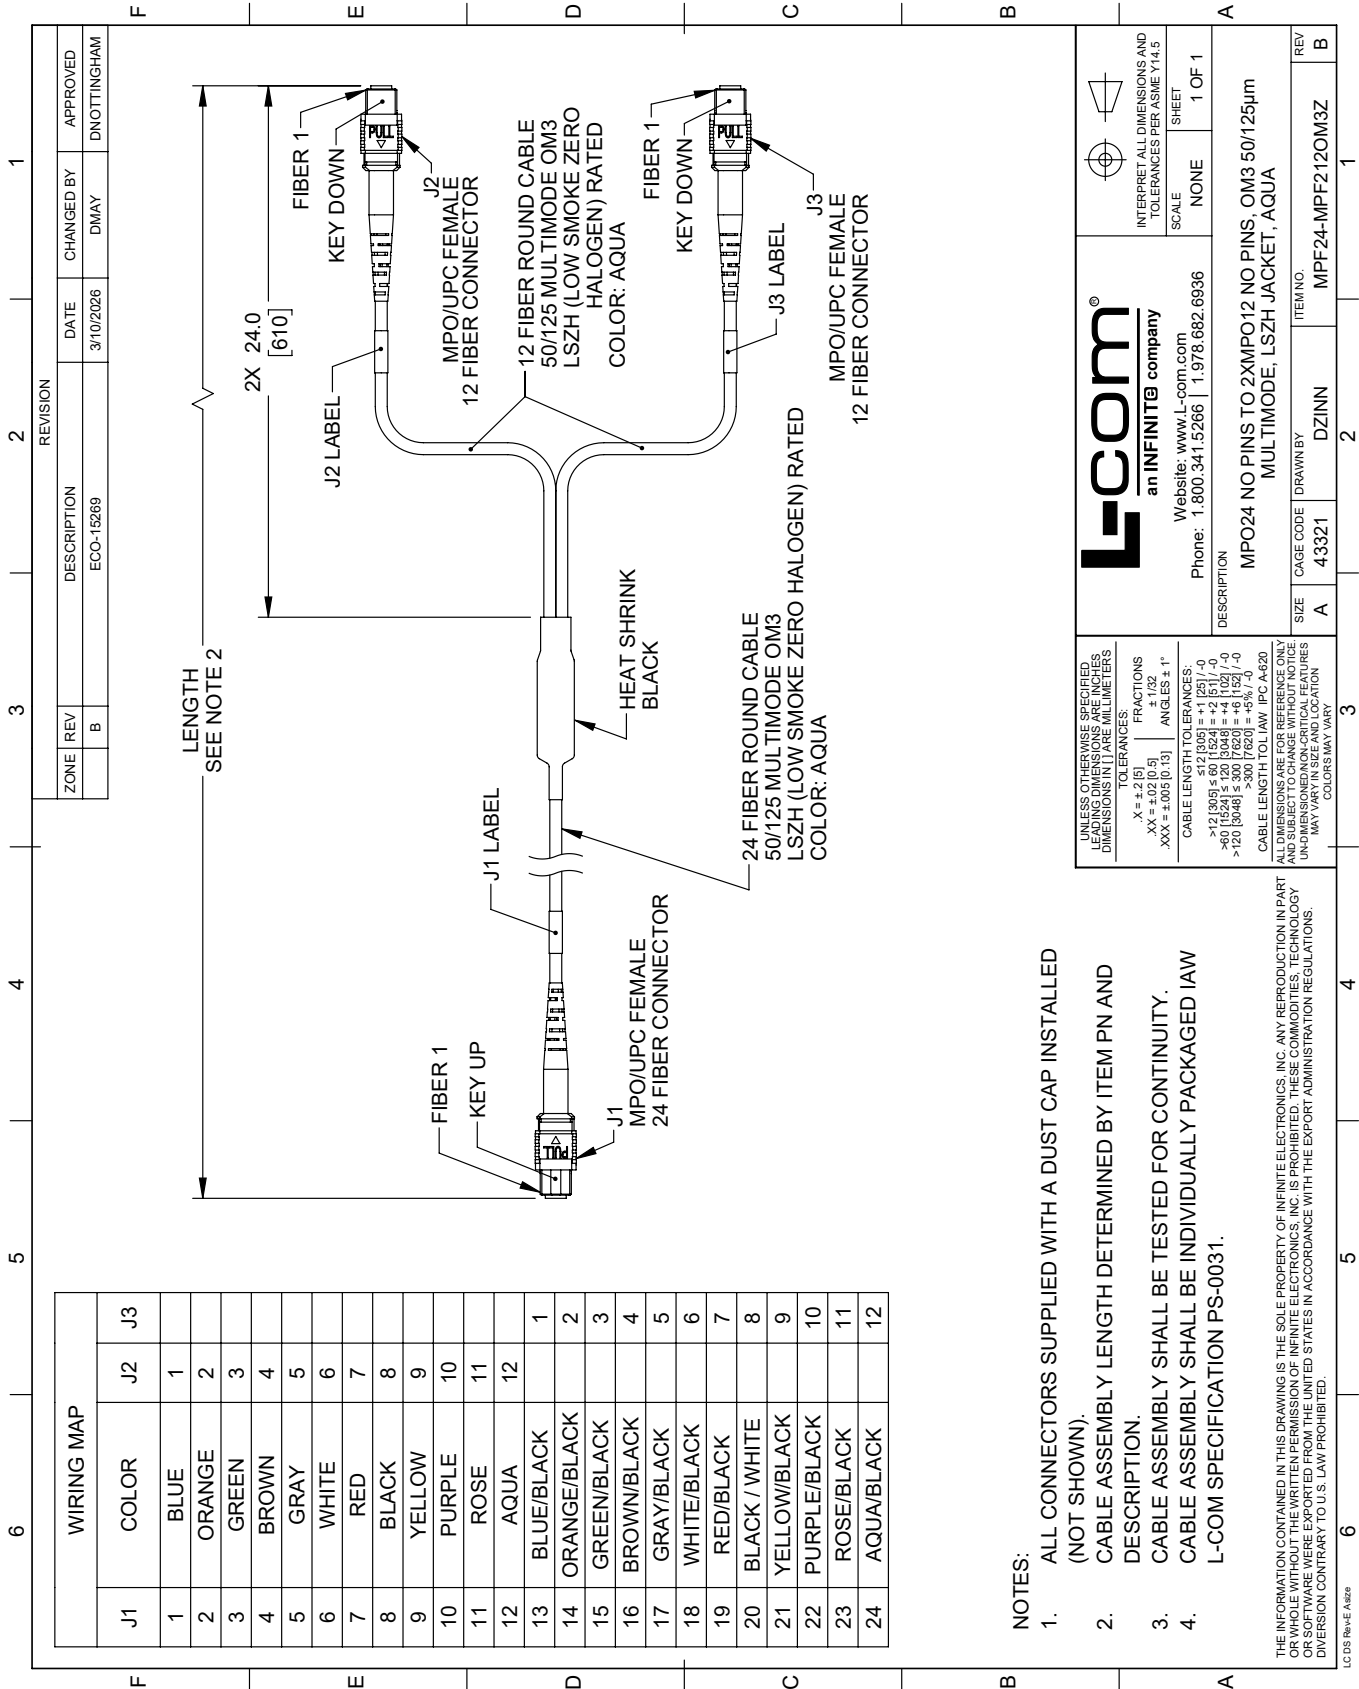 6
5
4
3
2
1
REVISION
ZONE
REV
DESCRIPTION
DATE
CHANGED BY
APPROVED
B
ECO-15269
3/10/2026
DMAY
DNOTTINGHAM
F
E
D
C
B
A
WIRING MAP
J1 COLOR J2 J3
1 BLUE 1
2 ORANGE 2
3 GREEN 3
4 BROWN 4
5 GRAY 5
6 WHITE 6
7 RED 7
8 BLACK 8
9 YELLOW 9
10 PURPLE 10
11 ROSE 11
12 AQUA 12
13 BLUE/BLACK 1
14 ORANGE/BLACK 2
15 GREEN/BLACK 3
16 BROWN/BLACK 4
17 GRAY/BLACK 5
18 WHITE/BLACK 6
19 RED/BLACK 7
20 BLACK / WHITE 8
21 YELLOW/BLACK 9
22 PURPLE/BLACK 10
23 ROSE/BLACK 11
24 AQUA/BLACK 12
LENGTH
SEE NOTE 2
2X 24.0
[610]
FIBER 1
KEY UP
PULL
J1
MPO/UPC FEMALE
24 FIBER CONNECTOR
J1 LABEL
24 FIBER ROUND CABLE
50/125 MULTIMODE OM3
LSZH (LOW SMOKE ZERO HALOGEN) RATED
COLOR: AQUA
HEAT SHRINK
BLACK
J2 LABEL
FIBER 1
KEY DOWN
PULL
J2
MPO/UPC FEMALE
12 FIBER CONNECTOR
12 FIBER ROUND CABLE
50/125 MULTIMODE OM3
LSZH (LOW SMOKE ZERO
HALOGEN) RATED
COLOR: AQUA
FIBER 1
KEY DOWN
PULL
J3 LABEL
J3
MPO/UPC FEMALE
12 FIBER CONNECTOR
NOTES:
1. ALL CONNECTORS SUPPLIED WITH A DUST CAP INSTALLED
(NOT SHOWN).
2. CABLE ASSEMBLY LENGTH DETERMINED BY ITEM PN AND
DESCRIPTION.
3. CABLE ASSEMBLY SHALL BE TESTED FOR CONTINUITY.
4. CABLE ASSEMBLY SHALL BE INDIVIDUALLY PACKAGED IAW
L-COM SPECIFICATION PS-0031.
THE INFORMATION CONTAINED IN THIS DRAWING IS THE SOLE PROPERTY OF INFINITE ELECTRONICS, INC. ANY REPRODUCTION IN PART
OR WHOLE WITHOUT THE WRITTEN PERMISSION OF INFINITE ELECTRONICS, INC. IS PROHIBITED. THESE COMMODITIES, TECHNOLOGY
OR SOFTWARE WERE EXPORTED FROM THE UNITED STATES IN ACCORDANCE WITH THE EXPORT ADMINISTRATION REGULATIONS.
DIVERSION CONTRARY TO U.S. LAW PROHIBITED.
LC DS Rev-E Asize
UNLESS OTHERWISE SPECIFIED
LEADING DIMENSIONS ARE INCHES
DIMENSIONS IN [ ] ARE MILLIMETERS
TOLERANCES:
.X = ±.2 [5] FRACTIONS
.XX = ±.02 [0.5] ± 1/32
.XXX = ±.005 [0.13] ANGLES ± 1°
CABLE LENGTH TOLERANCES:
≤12 [305] = +1 [25] / -0
>12 [305] ≤ 60 [1524] = +2 [51] / -0
>60 [1524] ≤ 120 [3048] = +4 [102] / -0
>120 [3048] ≤ 300 [7620] = +6 [152] / -0
>300 [7620] = +5% / -0
CABLE LENGTH TOL IAW IPC A-620
ALL DIMENSIONS ARE FOR REFERENCE ONLY
AND SUBJECT TO CHANGE WITHOUT NOTICE.
UN-DIMENSIONED/NON-CRITICAL FEATURES
MAY VARY IN SIZE AND LOCATION
COLORS MAY VARY
L-com®
an INFINITE company
Website: www.L-com.com
Phone: 1.800.341.5266 | 1.978.682.6936
INTERPRET ALL DIMENSIONS AND
TOLERANCES PER ASME Y14.5
SCALE
NONE
SHEET
1 OF 1
DESCRIPTION
MPO24 NO PINS TO 2XMPO12 NO PINS, OM3 50/125µm
MULTIMODE, LSZH JACKET, AQUA
SIZE
A
CAGE CODE
43321
DRAWN BY
DZINN
ITEM NO.
MPF24-MPF212OM3Z
REV
B
6
5
4
3
2
1
F
E
D
C
B
A